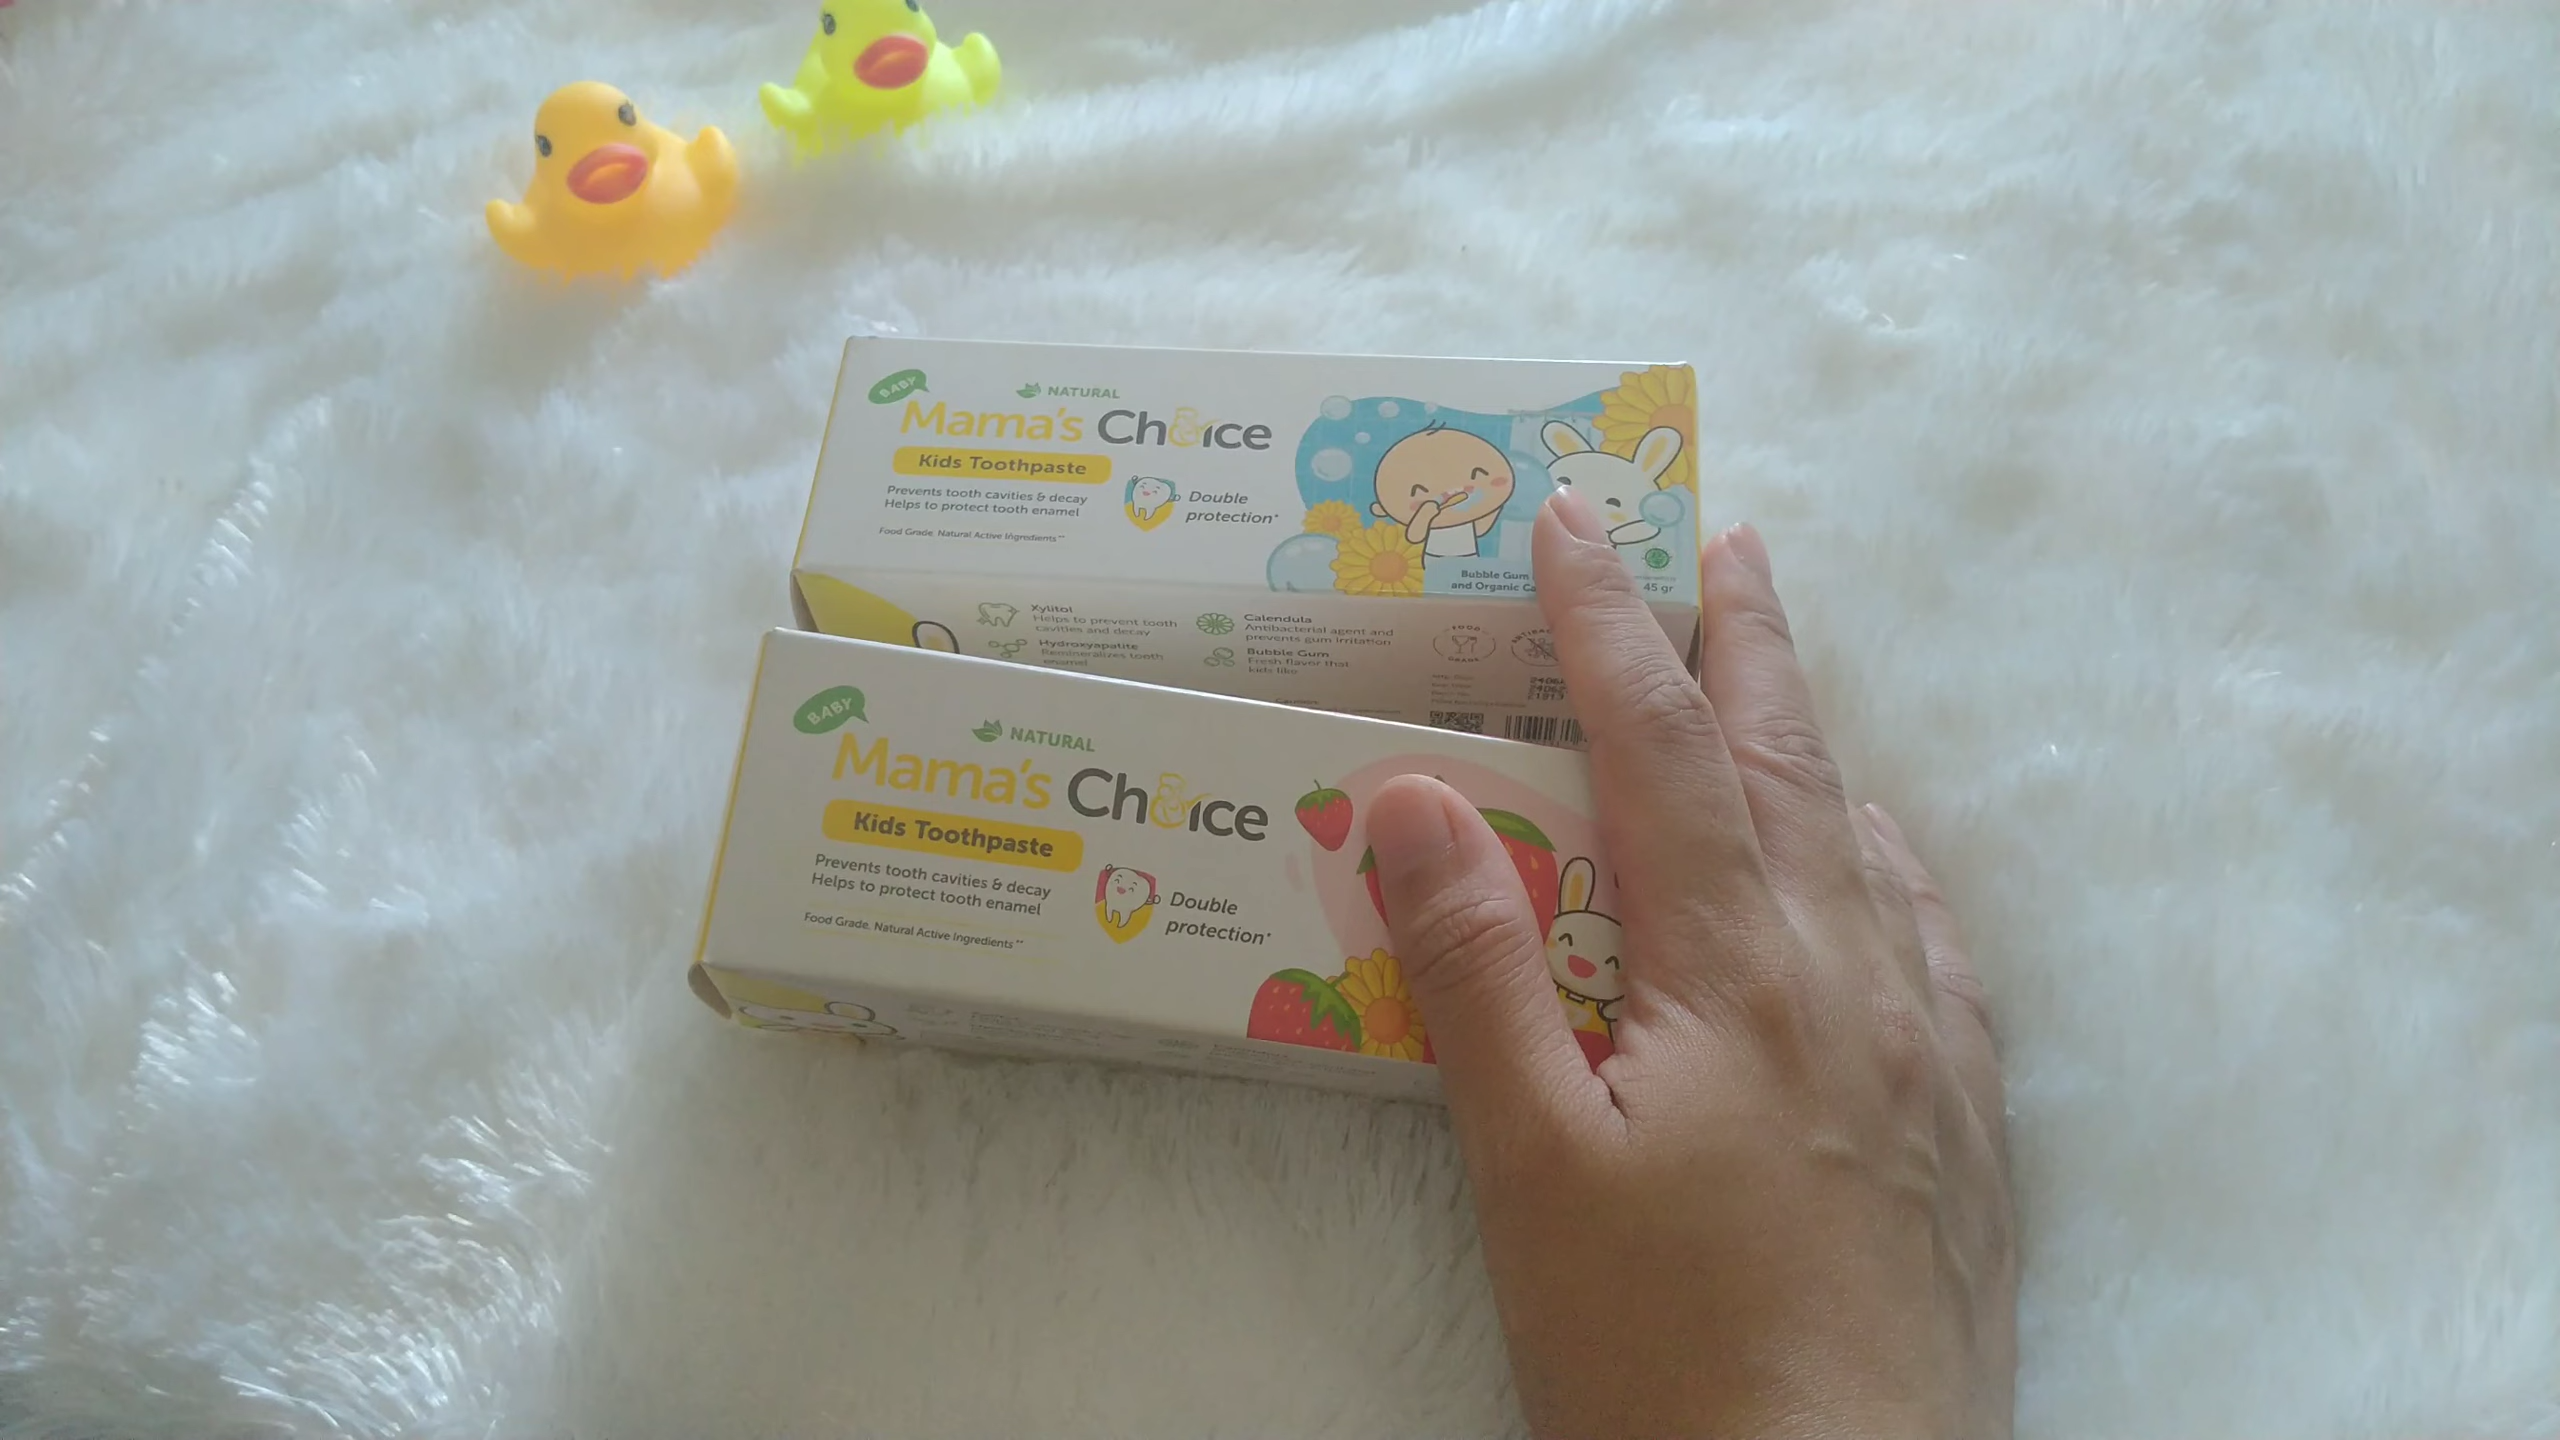 BABY
NATURAL
Mama's Choice
Kids Toothpaste
Prevents tooth cavities & decay
Helps to protect tooth enamel
Double
protection*
Food Grade, Natural Active Ingredients**
Bubble Gum
and Organic
45 gr
Xylitol
Helps to prevent tooth
cavities and decay
Hydroxyapatite
Remineralizes tooth
enamel
Calendula
Antibacterial agent and
prevents gum irritation
Bubble Gum
Fresh flavor that
kids like
FOOD
GRADE
BABY
NATURAL
Mama's Choice
Kids Toothpaste
Prevents tooth cavities & decay
Helps to protect tooth enamel
Double
protection*
Food Grade, Natural Active Ingredients**